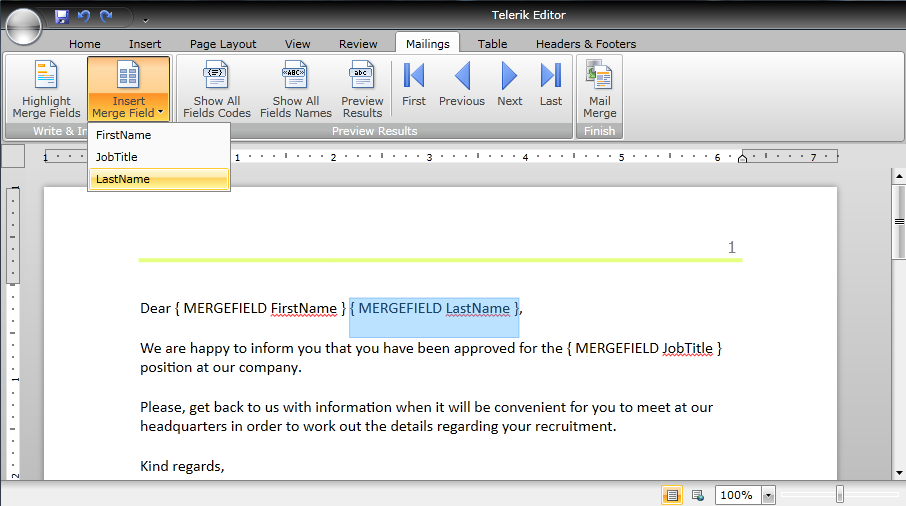 Telerik Editor
Home Insert Page Layout View Review Mailings Table Headers & Footers
Highlight Merge Fields
Insert Merge Field
Show All Fields Codes
Show All Fields Names
Preview Results
First
Previous
Next
Last
Mail Merge
Write & In
Preview Results
Finish
FirstName
JobTitle
LastName
1 1 2 3 4 5 6 7
1
Dear { MERGEFIELD FirstName } { MERGEFIELD LastName },
We are happy to inform you that you have been approved for the { MERGEFIELD JobTitle }
position at our company.
Please, get back to us with information when it will be convenient for you to meet at our
headquarters in order to work out the details regarding your recruitment.
Kind regards,
1
1
2
100%